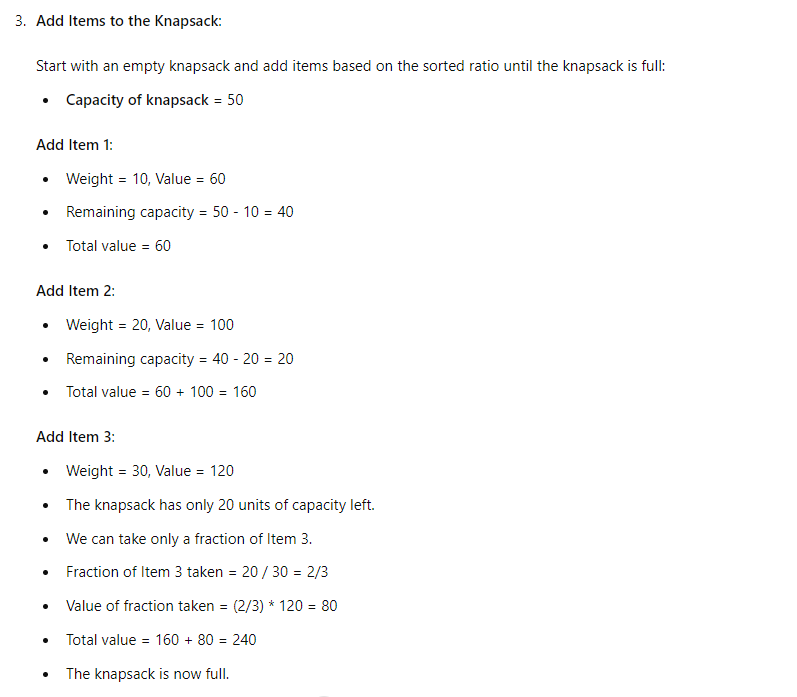 3. Add Items to the Knapsack:
Start with an empty knapsack and add items based on the sorted ratio until the knapsack is full:
• Capacity of knapsack = 50
Add Item 1:
• Weight = 10, Value = 60
• Remaining capacity = 50 - 10 = 40
• Total value = 60
Add Item 2:
• Weight = 20, Value = 100
• Remaining capacity = 40 - 20 = 20
• Total value = 60 + 100 = 160
Add Item 3:
• Weight = 30, Value = 120
• The knapsack has only 20 units of capacity left.
• We can take only a fraction of Item 3.
• Fraction of Item 3 taken = 20 / 30 = 2/3
• Value of fraction taken = (2/3) * 120 = 80
• Total value = 160 + 80 = 240
• The knapsack is now full.